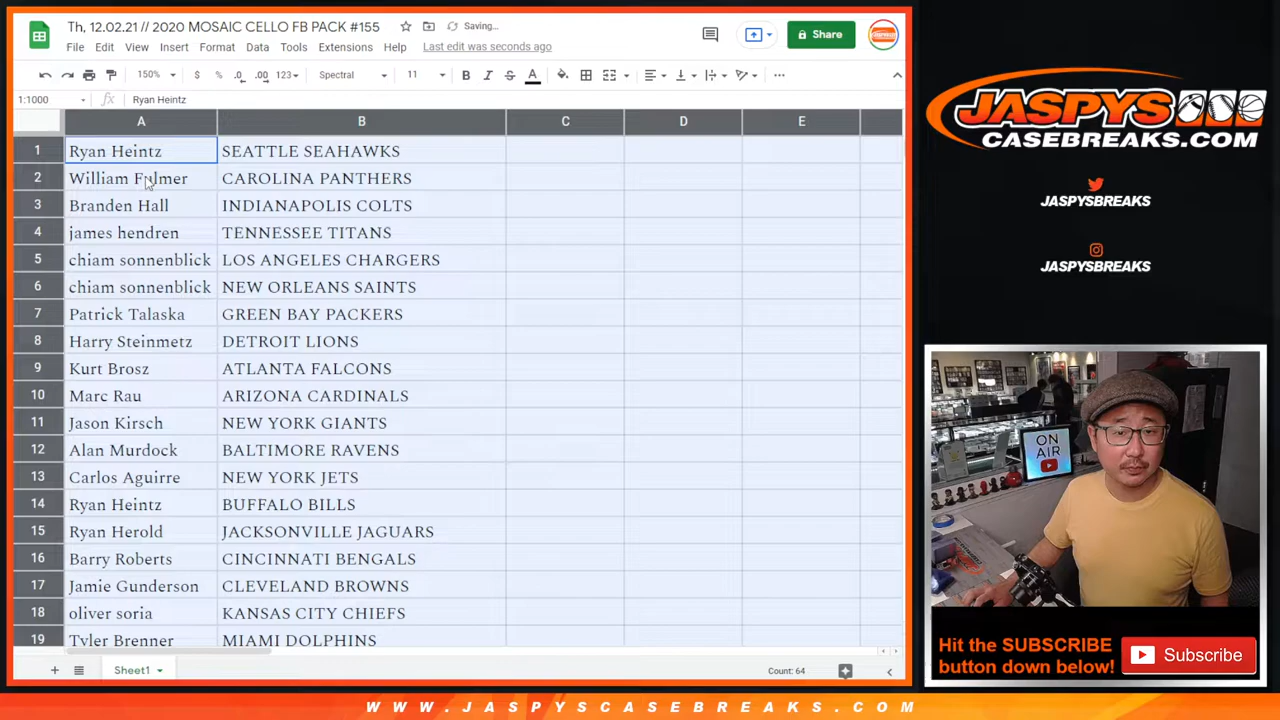 Th, 12.02.21 // 2020 MOSAIC CELLO FB PACK #155
Saving...
File Edit View Insert Format Data Tools Extensions Help Last edit was seconds ago
Share
150% $ % .0 .00 123 Spectral 11 B I S A
1:1000 fx Ryan Heintz
A B C D E
1 Ryan Heintz SEATTLE SEAHAWKS
2 William Fulmer CAROLINA PANTHERS
3 Branden Hall INDIANAPOLIS COLTS
4 james hendren TENNESSEE TITANS
5 chiam sonnenblick LOS ANGELES CHARGERS
6 chiam sonnenblick NEW ORLEANS SAINTS
7 Patrick Talaska GREEN BAY PACKERS
8 Harry Steinmetz DETROIT LIONS
9 Kurt Brosz ATLANTA FALCONS
10 Marc Rau ARIZONA CARDINALS
11 Jason Kirsch NEW YORK GIANTS
12 Alan Murdock BALTIMORE RAVENS
13 Carlos Aguirre NEW YORK JETS
14 Ryan Heintz BUFFALO BILLS
15 Ryan Herold JACKSONVILLE JAGUARS
16 Barry Roberts CINCINNATI BENGALS
17 Jamie Gunderson CLEVELAND BROWNS
18 oliver soria KANSAS CITY CHIEFS
19 Tyler Brenner MIAMI DOLPHINS
Sheet1
Count: 64
JASPYS
CASEBREAKS.COM
JASPYSBREAKS
JASPYSBREAKS
ON
AIR
Hit the SUBSCRIBE
button down below!
Subscribe
WWW.JASPYSCASEBREAKS.COM